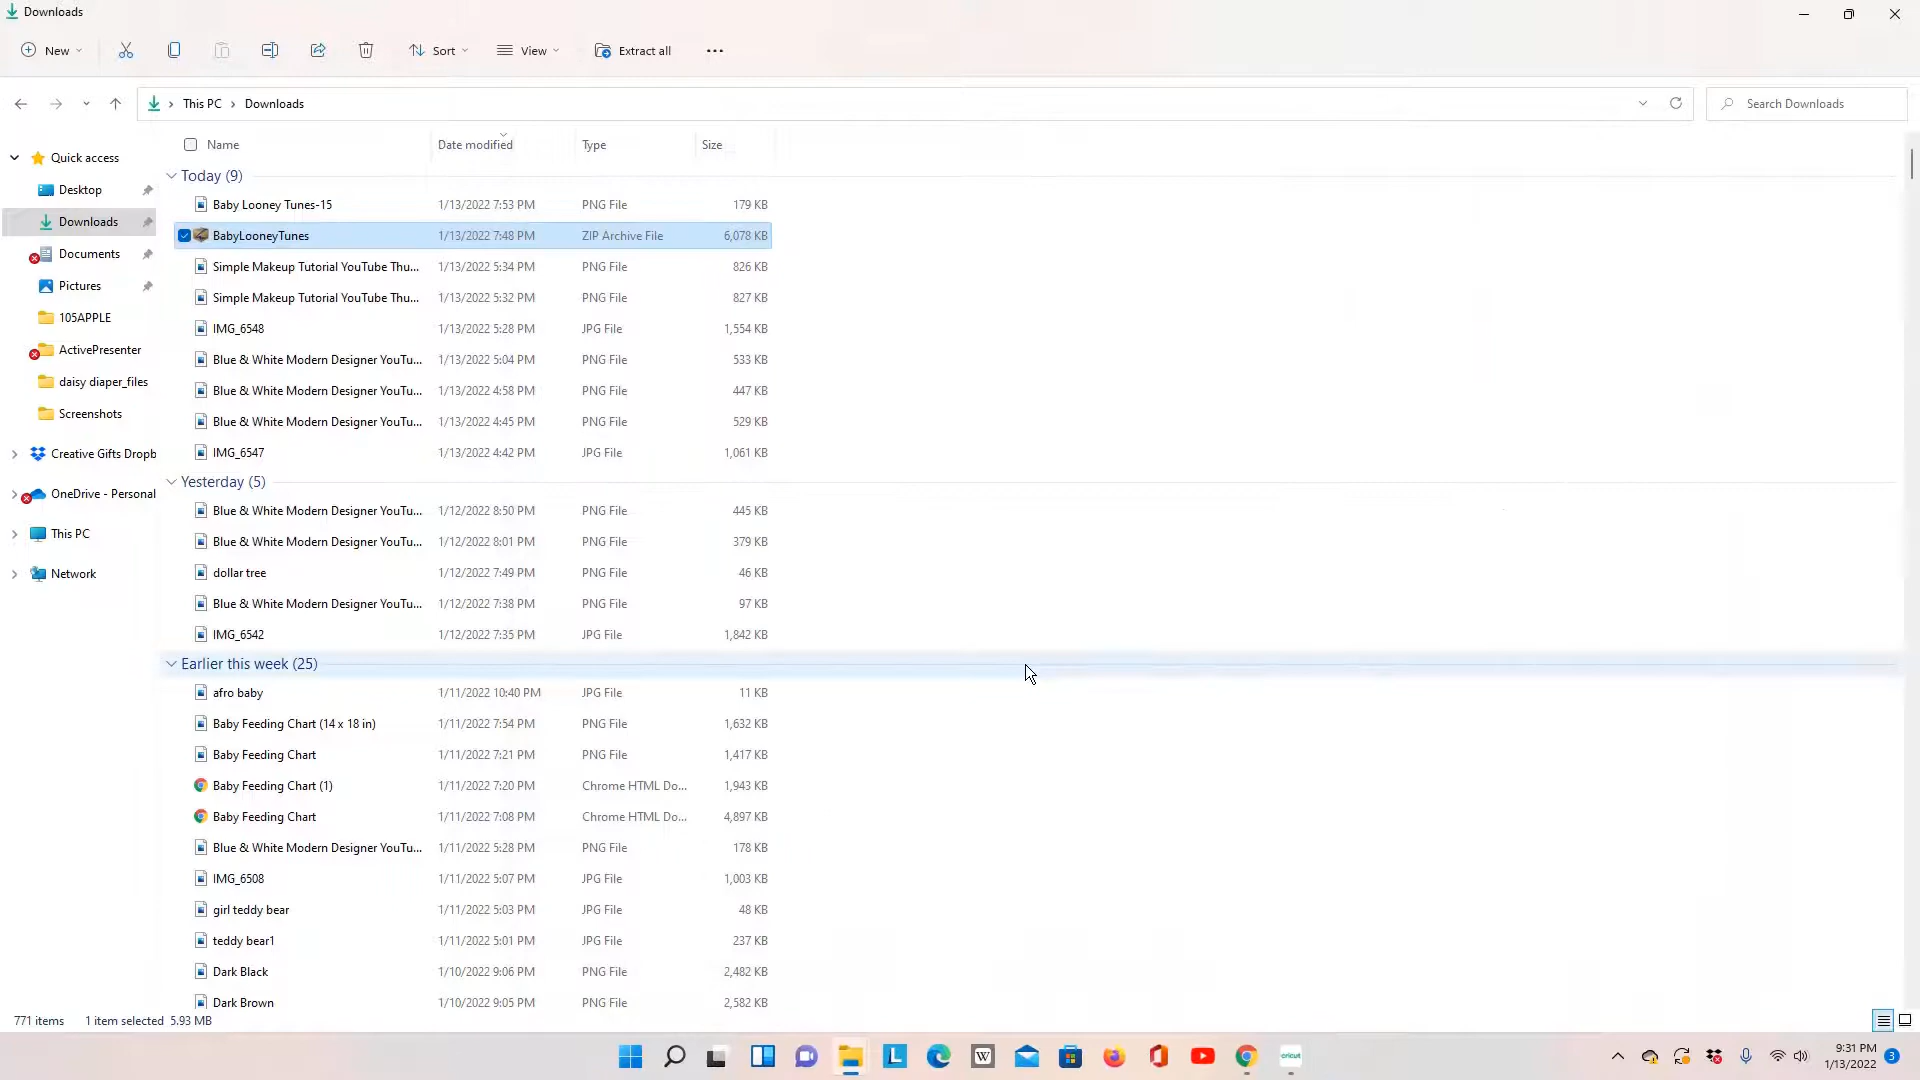 Downloads
New
Sort
View
Extract all
This PC
Downloads
Search Downloads
Name
Date modified
Type
Size
Quick access
Desktop
Downloads
Documents
Pictures
105APPLE
ActivePresenter
daisy diaper_files
Screenshots
Creative Gifts Dropb
OneDrive - Personal
This PC
Network
Today (9)
Baby Looney Tunes-15 1/13/2022 7:53 PM PNG File 179 KB
BabyLooneyTunes 1/13/2022 7:48 PM ZIP Archive File 6,078 KB
Simple Makeup Tutorial YouTube Thu... 1/13/2022 5:34 PM PNG File 826 KB
Simple Makeup Tutorial YouTube Thu... 1/13/2022 5:32 PM PNG File 827 KB
IMG_6548 1/13/2022 5:28 PM JPG File 1,554 KB
Blue & White Modern Designer YouTu... 1/13/2022 5:04 PM PNG File 533 KB
Blue & White Modern Designer YouTu... 1/13/2022 4:58 PM PNG File 447 KB
Blue & White Modern Designer YouTu... 1/13/2022 4:45 PM PNG File 529 KB
IMG_6547 1/13/2022 4:42 PM JPG File 1,061 KB
Yesterday (5)
Blue & White Modern Designer YouTu... 1/12/2022 8:50 PM PNG File 445 KB
Blue & White Modern Designer YouTu... 1/12/2022 8:01 PM PNG File 379 KB
dollar tree 1/12/2022 7:49 PM PNG File 46 KB
Blue & White Modern Designer YouTu... 1/12/2022 7:38 PM PNG File 97 KB
IMG_6542 1/12/2022 7:35 PM JPG File 1,842 KB
Earlier this week (25)
afro baby 1/11/2022 10:40 PM JPG File 11 KB
Baby Feeding Chart (14 x 18 in) 1/11/2022 7:54 PM PNG File 1,632 KB
Baby Feeding Chart 1/11/2022 7:21 PM PNG File 1,417 KB
Baby Feeding Chart (1) 1/11/2022 7:20 PM Chrome HTML Do... 1,943 KB
Baby Feeding Chart 1/11/2022 7:08 PM Chrome HTML Do... 4,897 KB
Blue & White Modern Designer YouTu... 1/11/2022 5:28 PM PNG File 178 KB
IMG_6508 1/11/2022 5:07 PM JPG File 1,003 KB
girl teddy bear 1/11/2022 5:03 PM JPG File 48 KB
teddy bear1 1/11/2022 5:01 PM JPG File 237 KB
Dark Black 1/10/2022 9:06 PM PNG File 2,482 KB
Dark Brown 1/10/2022 9:05 PM PNG File 2,582 KB
771 items 1 item selected 5.93 MB
L
W
cricut
9:31 PM
1/13/2022
3